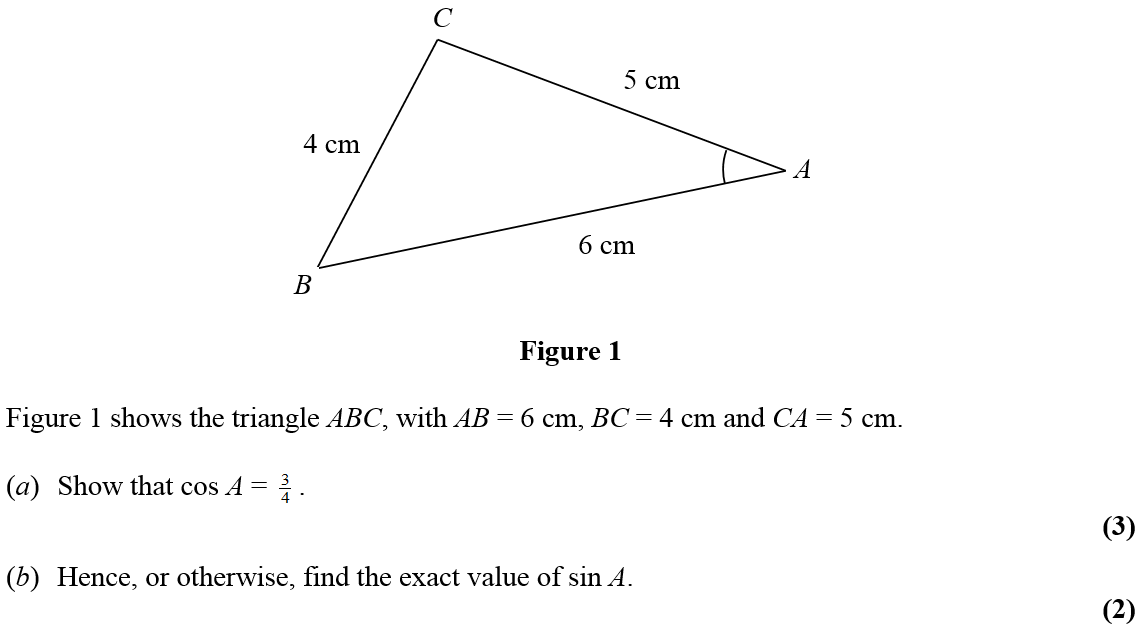 C
5 cm
4 cm
A
6 cm
B
Figure 1
Figure 1 shows the triangle ABC, with AB = 6 cm, BC = 4 cm and CA = 5 cm.
(a) Show that cos A = 3/4 .
(3)
(b) Hence, or otherwise, find the exact value of sin A.
(2)